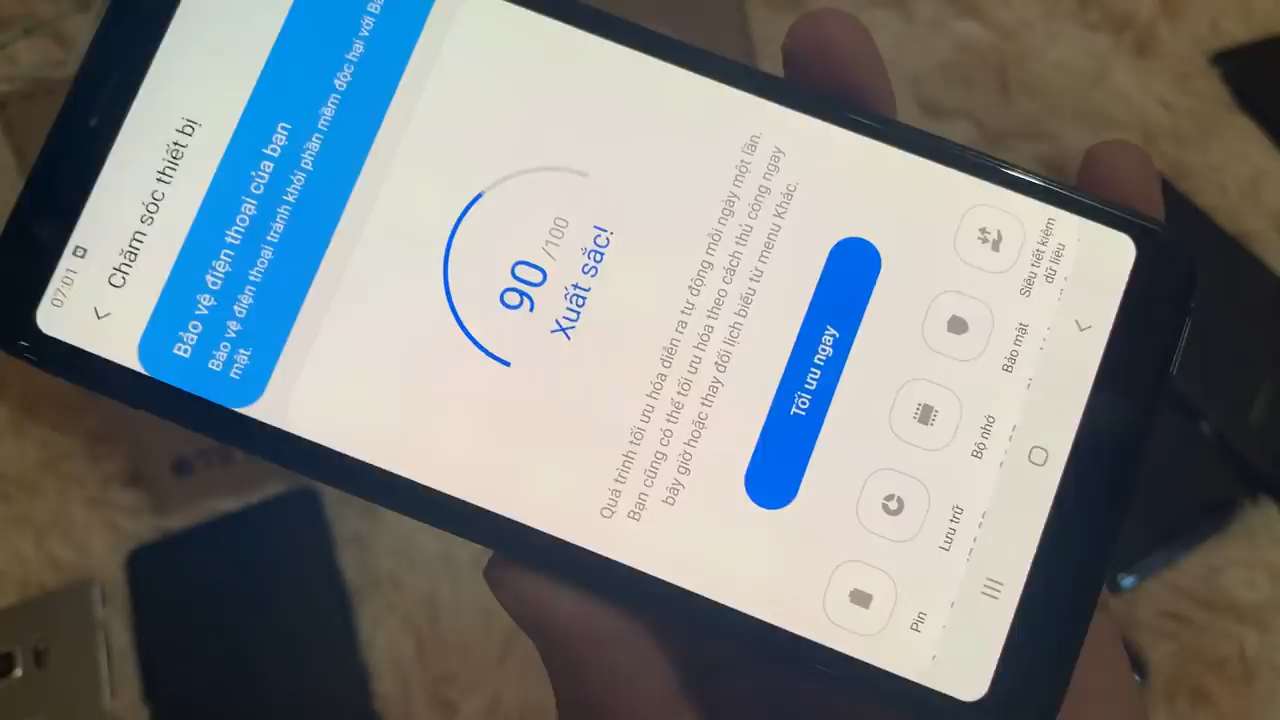 07:01
Chăm sóc thiết bị
Bảo vệ điện thoại của bạn
Bảo vệ điện thoại tránh khỏi phần mềm độc hại với
mật.
90 /100
Xuất sắc!
Quá trình tối ưu hóa diễn ra tự động mỗi ngày một lần.
Bạn cũng có thể tối ưu hóa theo cách thủ công ngay
bây giờ hoặc thay đổi lịch biểu từ menu Khác.
Tối ưu ngay
Pin
Lưu trữ
Bộ nhớ
Bảo mật
Siêu tiết kiệm
dữ liệu